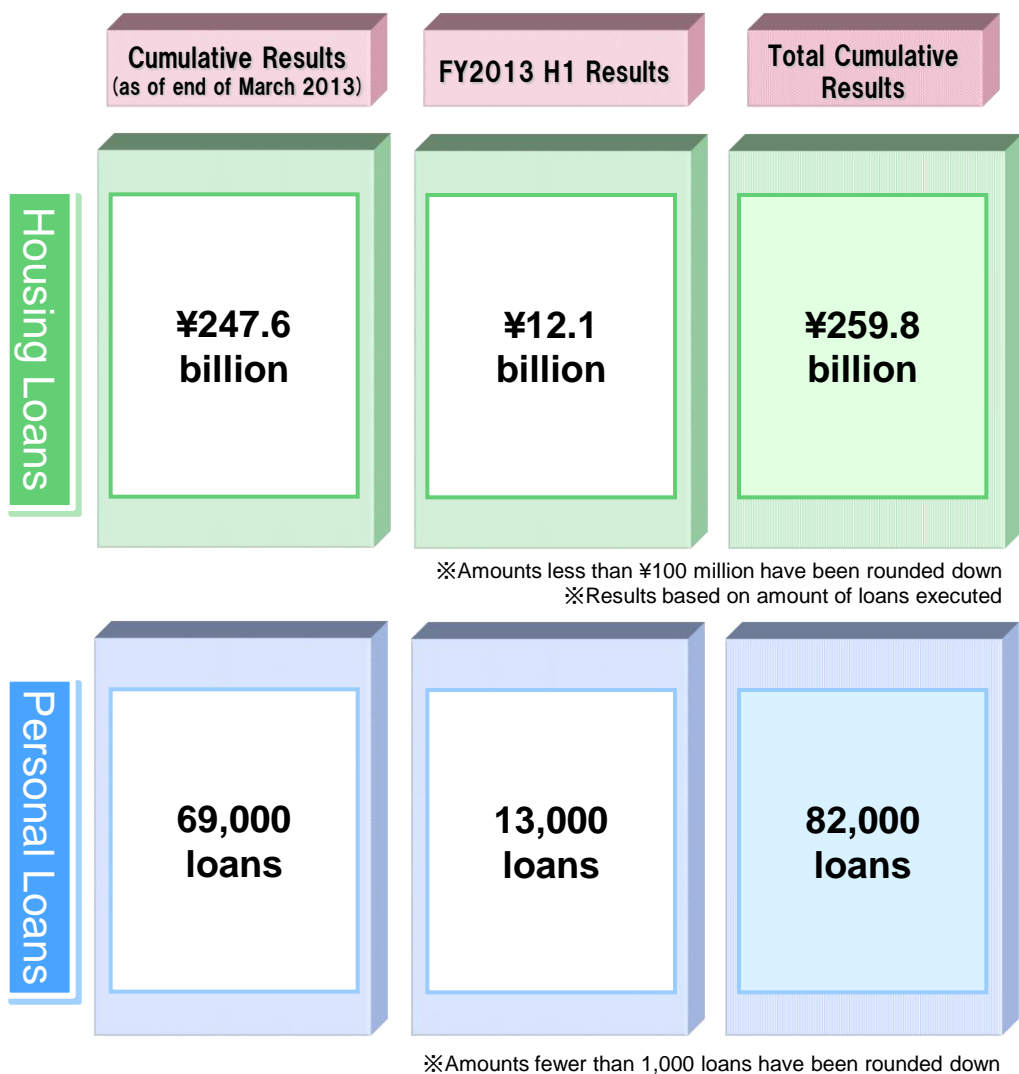 Cumulative Results
(as of end of March 2013)
FY2013 H1 Results
Total Cumulative
Results
Housing Loans
¥247.6
billion
¥12.1
billion
¥259.8
billion
※Amounts less than ¥100 million have been rounded down
※Results based on amount of loans executed
Personal Loans
69,000
loans
13,000
loans
82,000
loans
※Amounts fewer than 1,000 loans have been rounded down